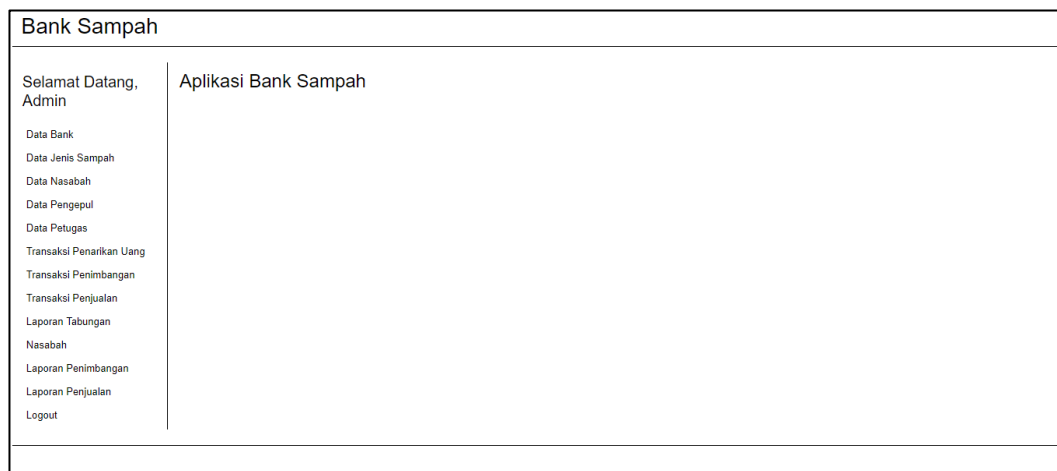 Bank Sampah
Selamat Datang,
Admin
Data Bank
Data Jenis Sampah
Data Nasabah
Data Pengepul
Data Petugas
Transaksi Penarikan Uang
Transaksi Penimbangan
Transaksi Penjualan
Laporan Tabungan
Nasabah
Laporan Penimbangan
Laporan Penjualan
Logout
Aplikasi Bank Sampah